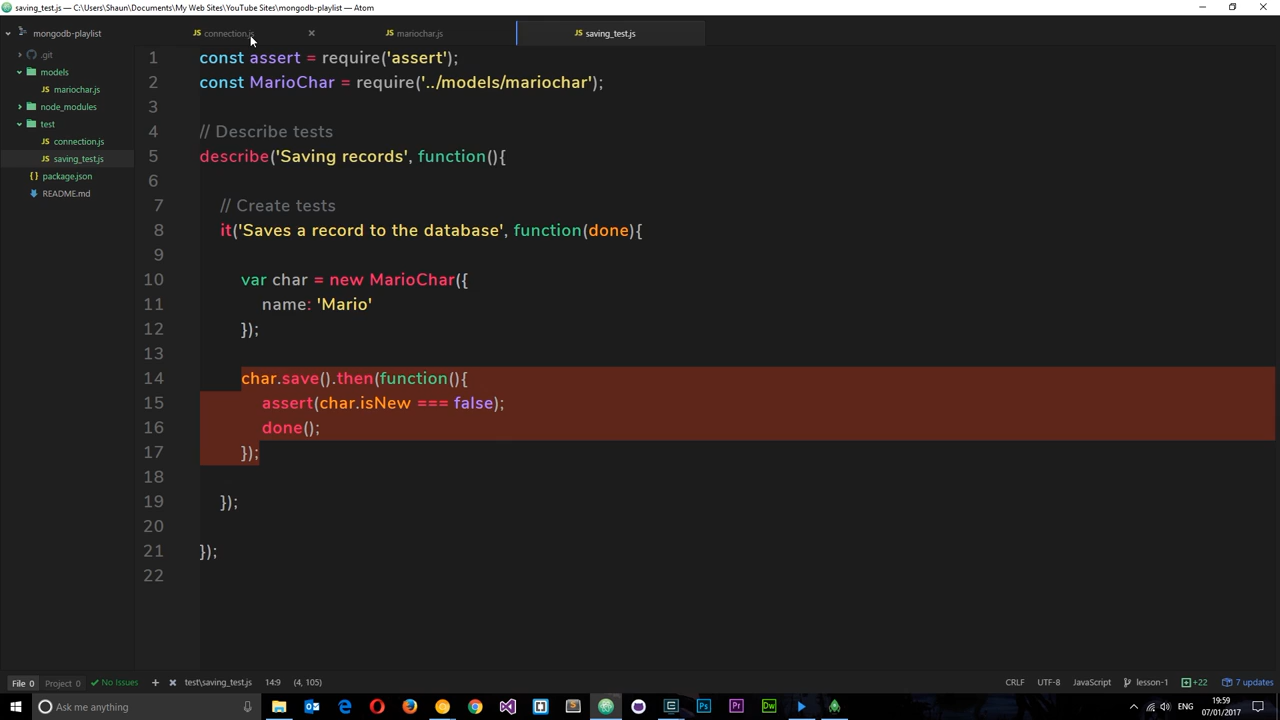 saving_test.js — C:\Users\Shaun\Documents\My Web Sites\YouTube Sites\mongodb-playlist — Atom
mongodb-playlist
connection.js
mariochar.js
saving_test.js
.git
models
mariochar.js
node_modules
test
connection.js
saving_test.js
package.json
README.md
1 const assert = require('assert');
2 const MarioChar = require('../models/mariochar');
3
4 // Describe tests
5 describe('Saving records', function(){
6
7 // Create tests
8 it('Saves a record to the database', function(done){
9
10 var char = new MarioChar({
11 name: 'Mario'
12 });
13
14 char.save().then(function(){
15 assert(char.isNew === false);
16 done();
17 });
18
19 });
20
21 });
22
File 0 Project 0 No Issues test\saving_test.js 14:9 (4, 105) CRLF UTF-8 JavaScript lesson-1 +22 7 updates
Ask me anything
ENG
19:59
07/01/2017